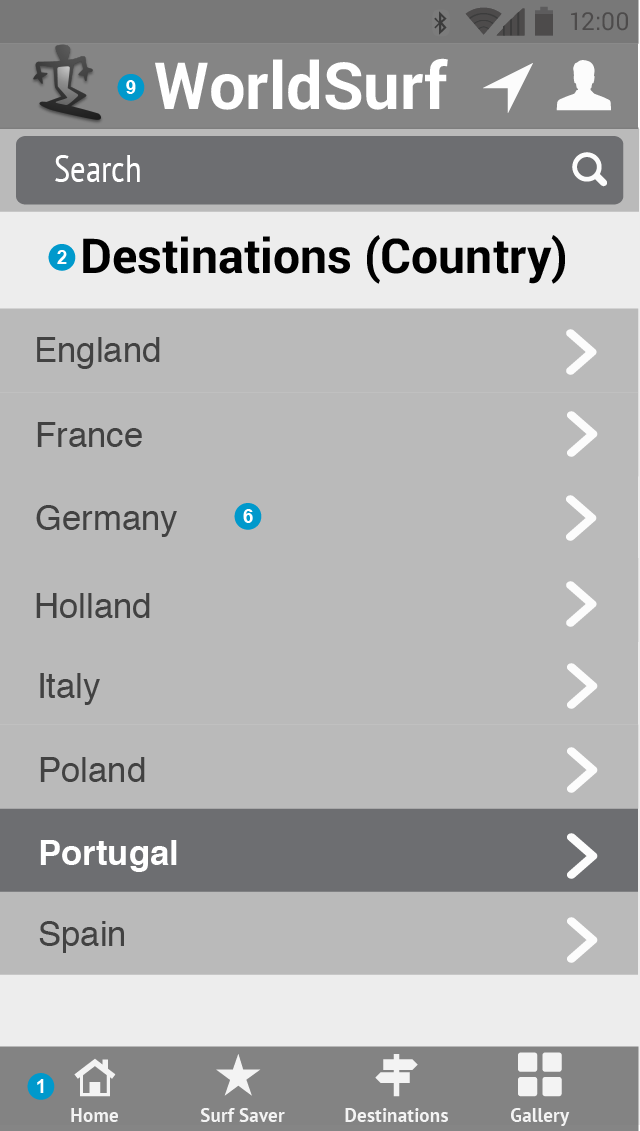 12:00
9 WorldSurf
Search
2 Destinations (Country)
England
France
Germany 6
Holland
Italy
Poland
Portugal
Spain
1
Home Surf Saver Destinations Gallery